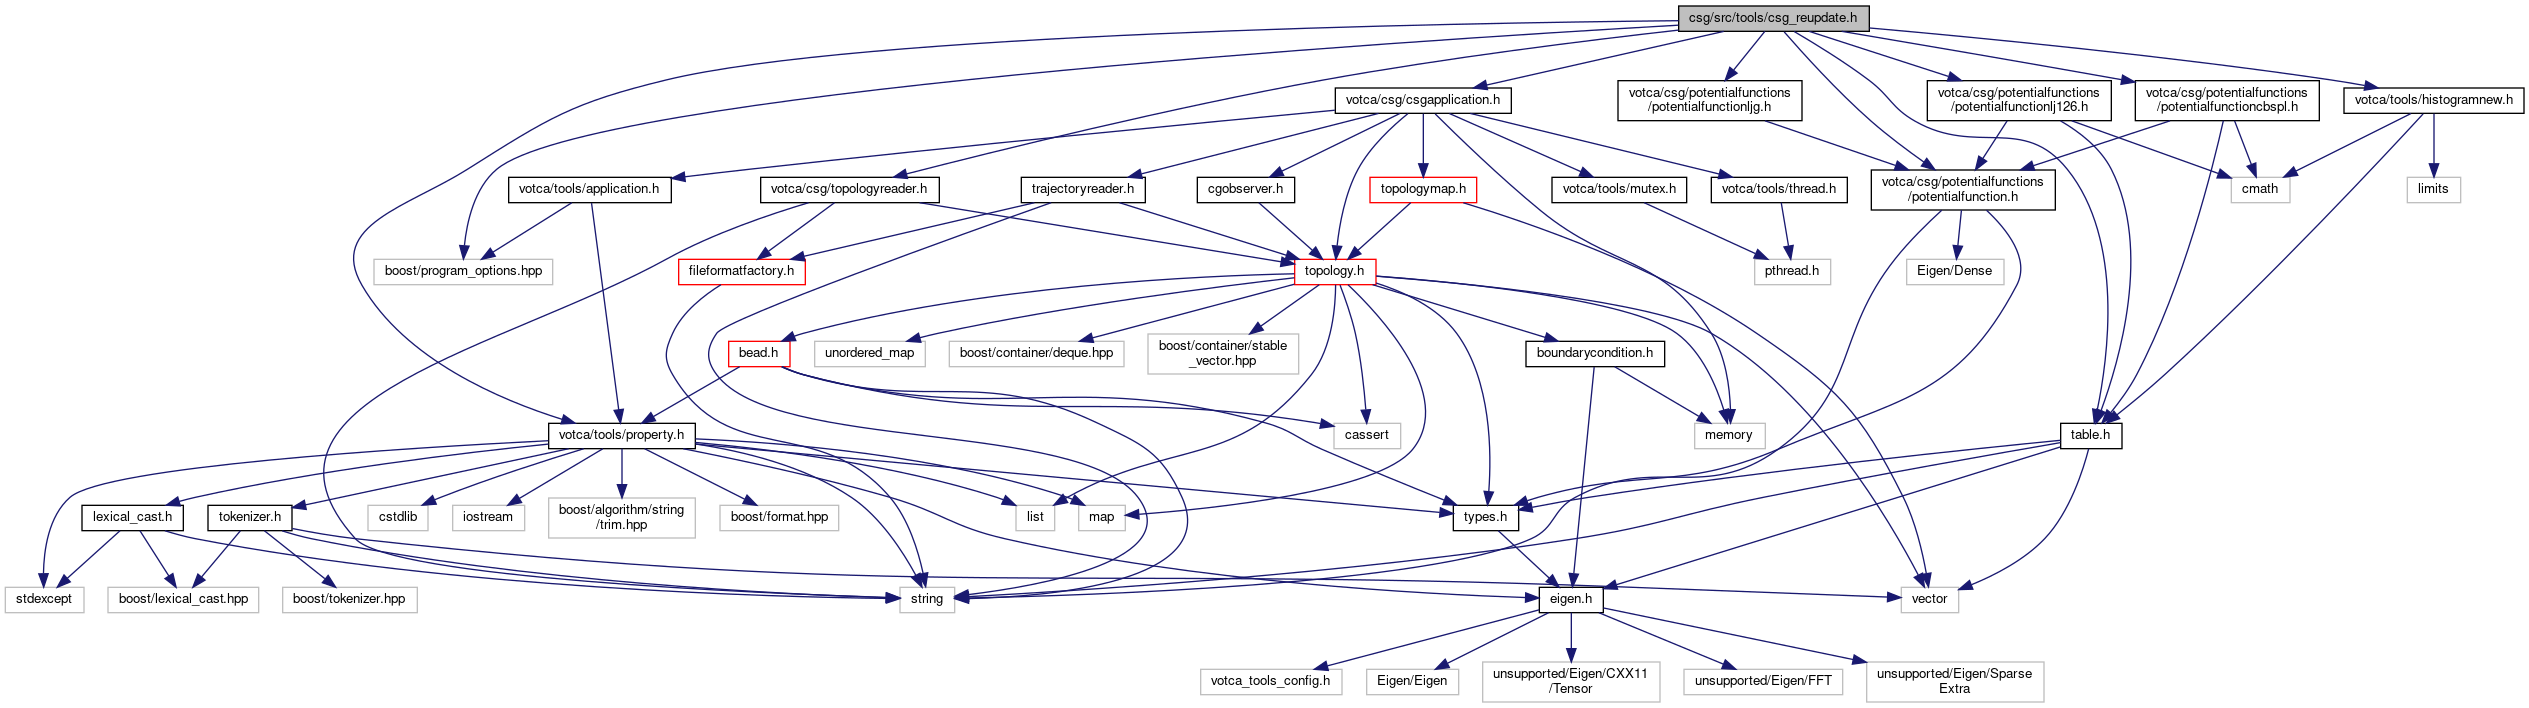 csg/src/tools/csg_reupdate.h
votca/csg/csgapplication.h
votca/csg/potentialfunctions
/potentialfunctionljg.h
votca/csg/potentialfunctions
/potentialfunctionlj126.h
votca/csg/potentialfunctions
/potentialfunctioncbspl.h
votca/tools/histogramnew.h
votca/tools/application.h
votca/csg/topologyreader.h
trajectoryreader.h
cgobserver.h
topologymap.h
votca/tools/mutex.h
votca/tools/thread.h
votca/csg/potentialfunctions
/potentialfunction.h
cmath
limits
boost/program_options.hpp
fileformatfactory.h
topology.h
pthread.h
Eigen/Dense
bead.h
unordered_map
boost/container/deque.hpp
boost/container/stable
_vector.hpp
boundarycondition.h
votca/tools/property.h
cassert
memory
table.h
lexical_cast.h
tokenizer.h
cstdlib
iostream
boost/algorithm/string
/trim.hpp
boost/format.hpp
list
map
types.h
stdexcept
boost/lexical_cast.hpp
boost/tokenizer.hpp
string
eigen.h
vector
votca_tools_config.h
Eigen/Eigen
unsupported/Eigen/CXX11
/Tensor
unsupported/Eigen/FFT
unsupported/Eigen/Sparse
Extra